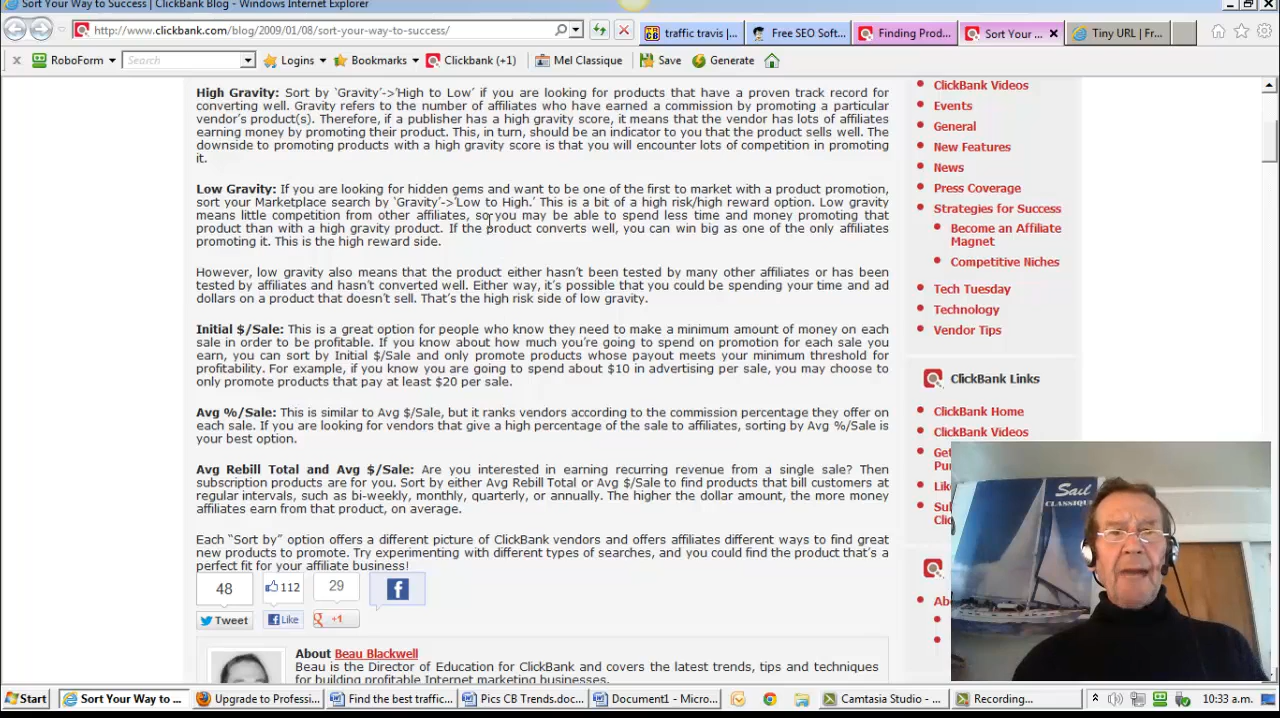 Sort Your Way to Success | ClickBank Blog - Windows Internet Explorer
http://www.clickbank.com/blog/2009/01/08/sort-your-way-to-success/
traffic travis |...
Free SEO Soft...
Finding Prod...
Sort Your ...
Tiny URL | Fr...
RoboForm
Search
Logins
Bookmarks
Clickbank (+1)
Mel Classique
Save
Generate
High Gravity: Sort by `Gravity'->'High to Low' if you are looking for products that have a proven track record for
converting well. Gravity refers to the number of affiliates who have earned a commission by promoting a particular
vendor's product(s). Therefore, if a publisher has a high gravity score, it means that the vendor has lots of affiliates
earning money by promoting their product. This, in turn, should be an indicator to you that the product sells well. The
downside to promoting products with a high gravity score is that you will encounter lots of competition in promoting
it.
Low Gravity: If you are looking for hidden gems and want to be one of the first to market with a product promotion,
sort your Marketplace search by `Gravity'->'Low to High.' This is a bit of a high risk/high reward option. Low gravity
means little competition from other affiliates, so you may be able to spend less time and money promoting that
product than with a high gravity product. If the product converts well, you can win big as one of the only affiliates
promoting it. This is the high reward side.
However, low gravity also means that the product either hasn't been tested by many other affiliates or has been
tested by affiliates and hasn't converted well. Either way, it's possible that you could be spending your time and ad
dollars on a product that doesn't sell. That's the high risk side of low gravity.
Initial $/Sale: This is a great option for people who know they need to make a minimum amount of money on each
sale in order to be profitable. If you know about how much you're going to spend on promotion for each sale you
earn, you can sort by Initial $/Sale and only promote products whose payout meets your minimum threshold for
profitability. For example, if you know you are going to spend about $10 in advertising per sale, you may choose to
only promote products that pay at least $20 per sale.
Avg %/Sale: This is similar to Avg $/Sale, but it ranks vendors according to the commission percentage they offer on
each sale. If you are looking for vendors that give a high percentage of the sale to affiliates, sorting by Avg %/Sale is
your best option.
Avg Rebill Total and Avg $/Sale: Are you interested in earning recurring revenue from a single sale? Then
subscription products are for you. Sort by either Avg Rebill Total or Avg $/Sale to find products that bill customers at
regular intervals, such as bi-weekly, monthly, quarterly, or annually. The higher the dollar amount, the more money
affiliates earn from that product, on average.
Each "Sort by" option offers a different picture of ClickBank vendors and offers affiliates different ways to find great
new products to promote. Try experimenting with different types of searches, and you could find the product that's a
perfect fit for your affiliate business!
48
112
29
Tweet
Like
+1
About Beau Blackwell
Beau is the Director of Education for ClickBank and covers the latest trends, tips and techniques
for building profitable Internet marketing businesses.
ClickBank Videos
Events
General
New Features
News
Press Coverage
Strategies for Success
Become an Affiliate
Magnet
Competitive Niches
Tech Tuesday
Technology
Vendor Tips
ClickBank Links
ClickBank Home
ClickBank Videos
Sail
CLASSIQUE
Start
Sort Your Way to ...
Upgrade to Professi...
Find the best traffic...
Pics CB Trends.doc...
Document1 - Micro...
Camtasia Studio - ...
Recording...
10:33 a.m.